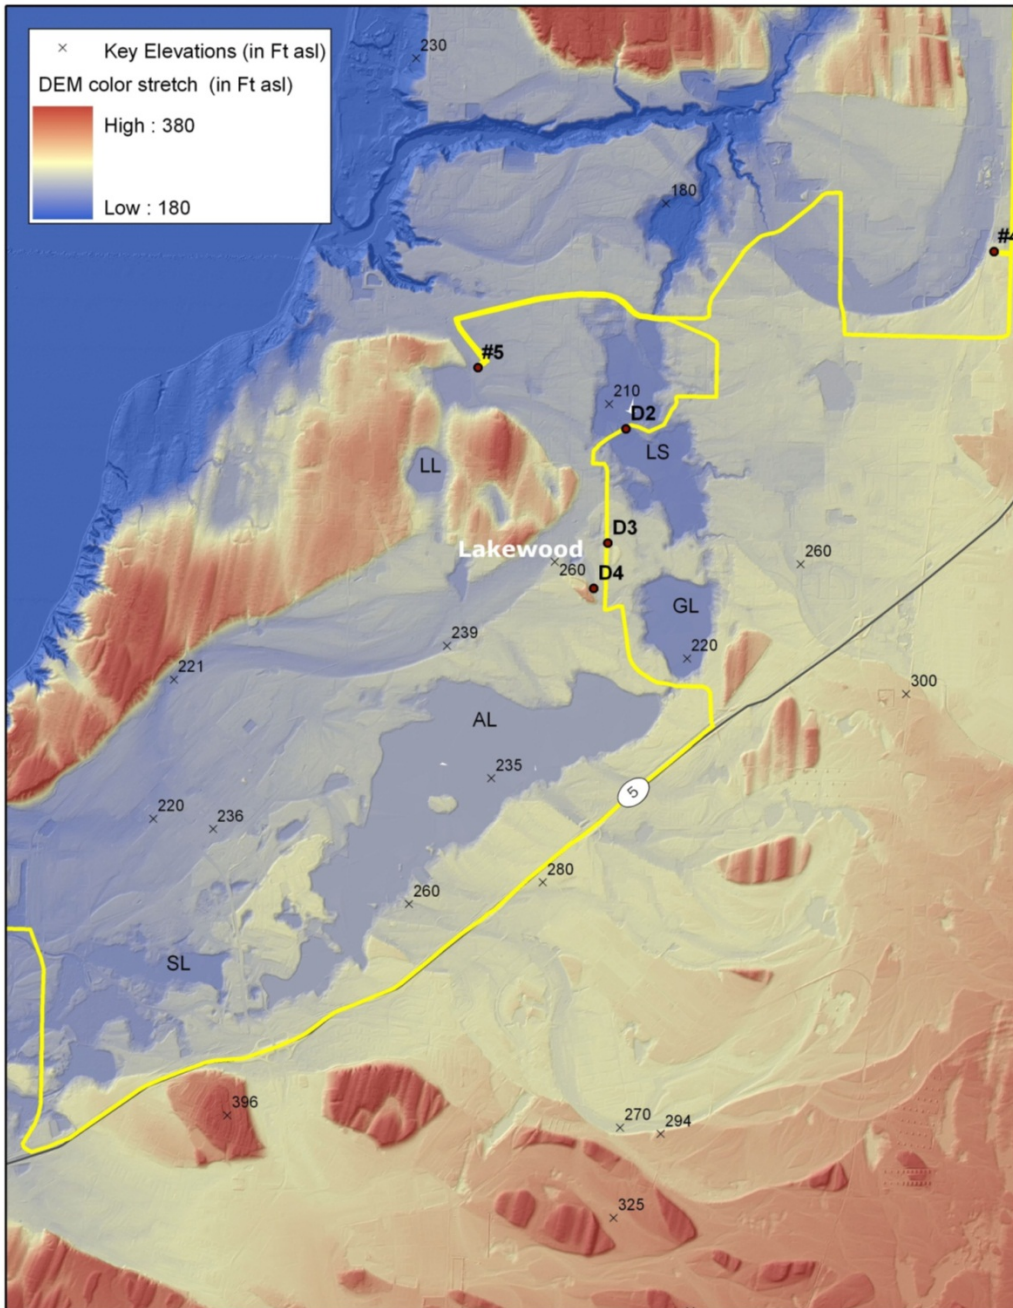 230
× Key Elevations (in Ft asl)
DEM color stretch (in Ft asl)
High : 380
Low : 180
180
#4
#5
210
D2
LS
LL
D3
Lakewood
260
260
D4
GL
239
220
221
300
AL
235
5
220
236
280
260
SL
396
270
294
325